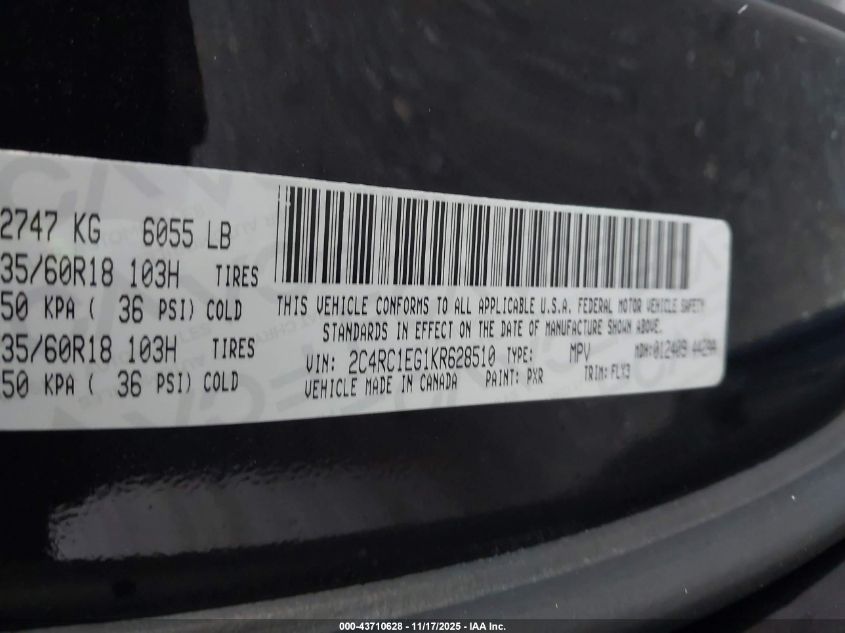 2747 KG 6055 LB
35/60R18 103H TIRES
50 KPA ( 36 PSI) COLD
35/60R18 103H TIRES
50 KPA ( 36 PSI) COLD
THIS VEHICLE CONFORMS TO ALL APPLICABLE U.S.A. FEDERAL MOTOR VEHICLE SAFETY
STANDARDS IN EFFECT ON THE DATE OF MANUFACTURE SHOWN ABOVE.
VIN: 2C4RC1EG1KR628510 TYPE: MPV MDH:012409
VEHICLE MADE IN CANADA PAINT: PXR TRIM: FLX3
000-43710628 - 11/17/2025 - IAA Inc.